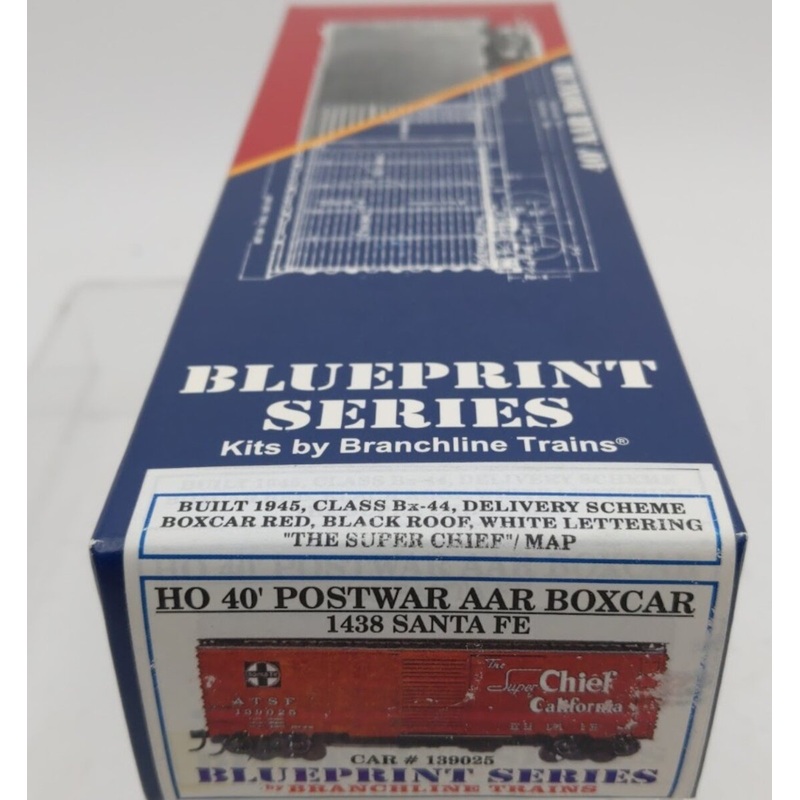 BLUEPRINT
SERIES
Kits by Branchline Trains®
BUILT 1945, CLASS Bx-44, DELIVERY SCHEME
BOXCAR RED, BLACK ROOF, WHITE LETTERING
"THE SUPER CHIEF"/ MAP
HO 40' POSTWAR AAR BOXCAR
1438 SANTA FE
The
Super Chief
California
ATSF
139025
CAR # 139025
BLUEPRINT SERIES
by BRANCHLINE TRAINS